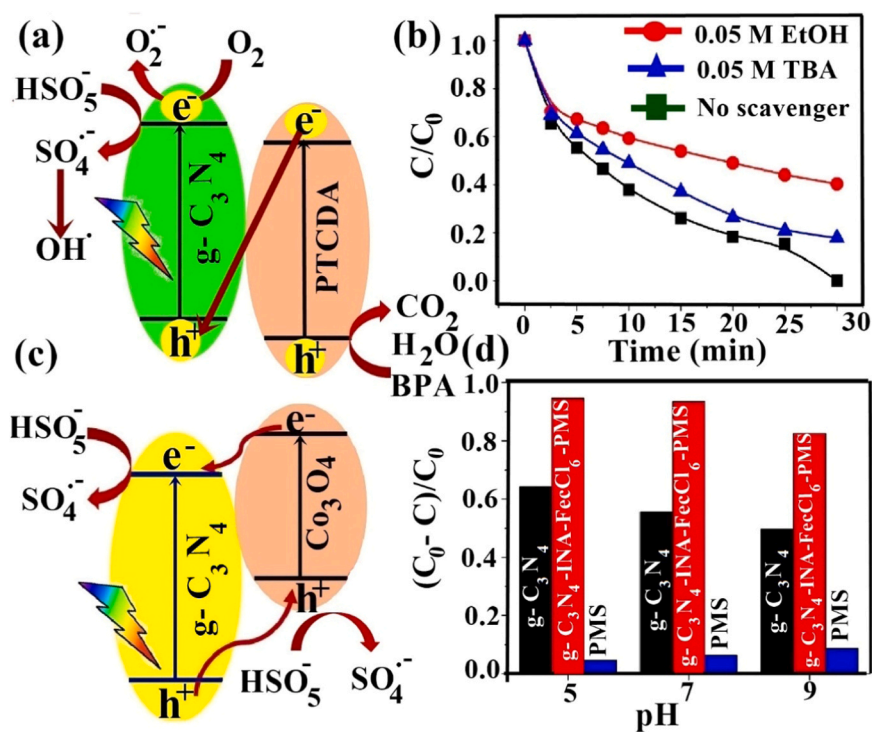 (a)
O₂˙⁻ O₂
HSO₅⁻
e⁻
SO₄˙⁻
OH˙
g- C₃N₄
h⁺
e⁻
PTCDA
h⁺
CO₂
H₂O
BPA
(b)
C/C₀
1.0
0.8
0.6
0.4
0.2
0.0
0.05 M EtOH
0.05 M TBA
No scavenger
0 5 10 15 20 25 30
Time (min)
(c)
HSO₅⁻
e⁻
SO₄˙⁻
g- C₃N₄
h⁺
e⁻
Co₃O₄
h⁺
HSO₅⁻
SO₄˙⁻
(d)
(C₀- C)/C₀
1.0
0.8
0.6
0.4
0.2
0.0
g- C₃N₄
g- C₃N₄-INA-FecCl₆-PMS
PMS
g- C₃N₄
g- C₃N₄-INA-FecCl₆-PMS
PMS
g- C₃N₄
g- C₃N₄-INA-FecCl₆-PMS
PMS
5 7 9
pH